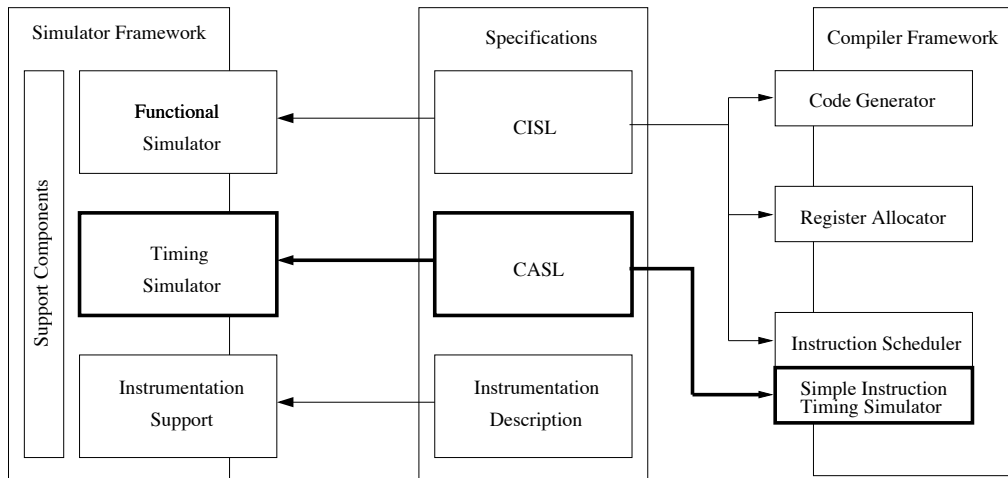 Simulator Framework
Specifications
Compiler Framework
Support Components
Functional
Simulator
CISL
Code Generator
Register Allocator
Timing
Simulator
CASL
Instruction Scheduler
Simple Instruction
Timing Simulator
Instrumentation
Support
Instrumentation
Description